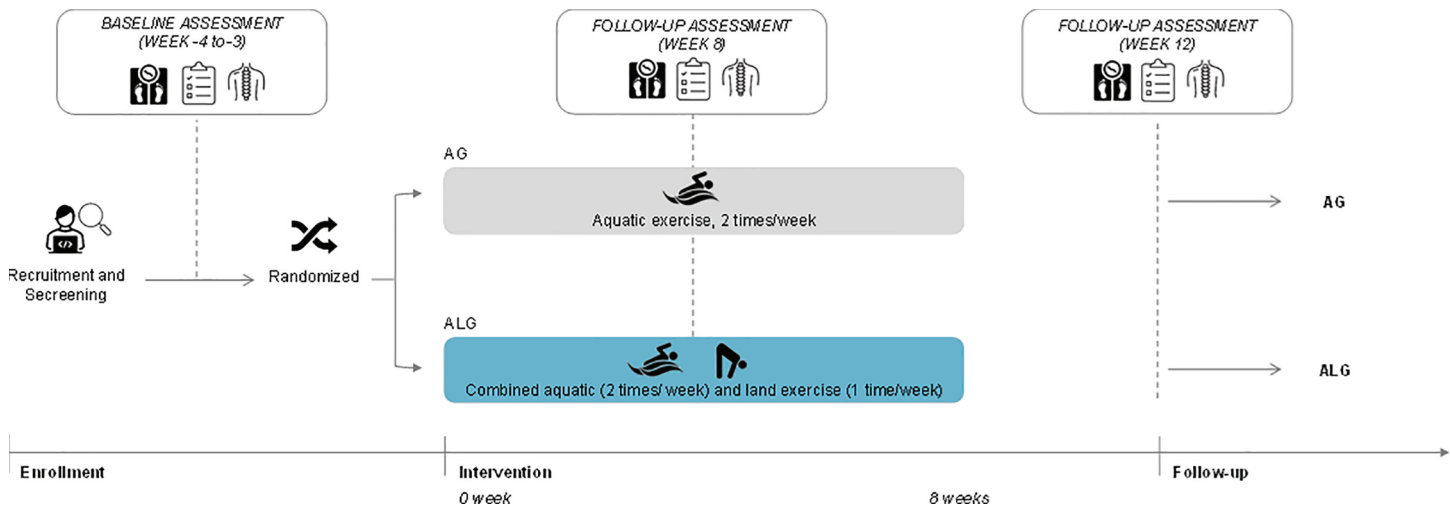 BASELINE ASSESSMENT
(WEEK -4 to-3)
FOLLOW-UP ASSESSMENT
(WEEK 8)
FOLLOW-UP ASSESSMENT
(WEEK 12)
AG
Aquatic exercise, 2 times/week
AG
Recruitment and
Secreening
Randomized
ALG
Combined aquatic (2 times/ week) and land exercise (1 time/week)
ALG
Enrollment
Intervention
Follow-up
0 week
8 weeks